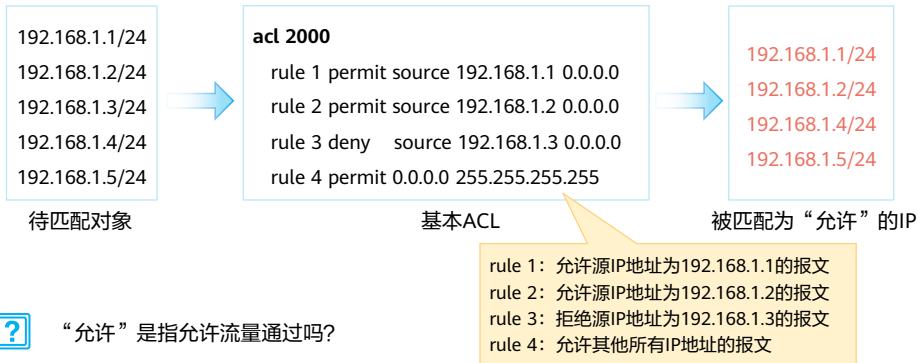 192.168.1.1/24
192.168.1.2/24
192.168.1.3/24
192.168.1.4/24
192.168.1.5/24
待匹配对象
acl 2000
rule 1 permit source 192.168.1.1 0.0.0.0
rule 2 permit source 192.168.1.2 0.0.0.0
rule 3 deny source 192.168.1.3 0.0.0.0
rule 4 permit 0.0.0.0 255.255.255.255
基本ACL
192.168.1.1/24
192.168.1.2/24
192.168.1.4/24
192.168.1.5/24
被匹配为“允许”的IP
rule 1：允许源IP地址为192.168.1.1的报文
rule 2：允许源IP地址为192.168.1.2的报文
rule 3：拒绝源IP地址为192.168.1.3的报文
rule 4：允许其他所有IP地址的报文
? “允许”是指允许流量通过吗?